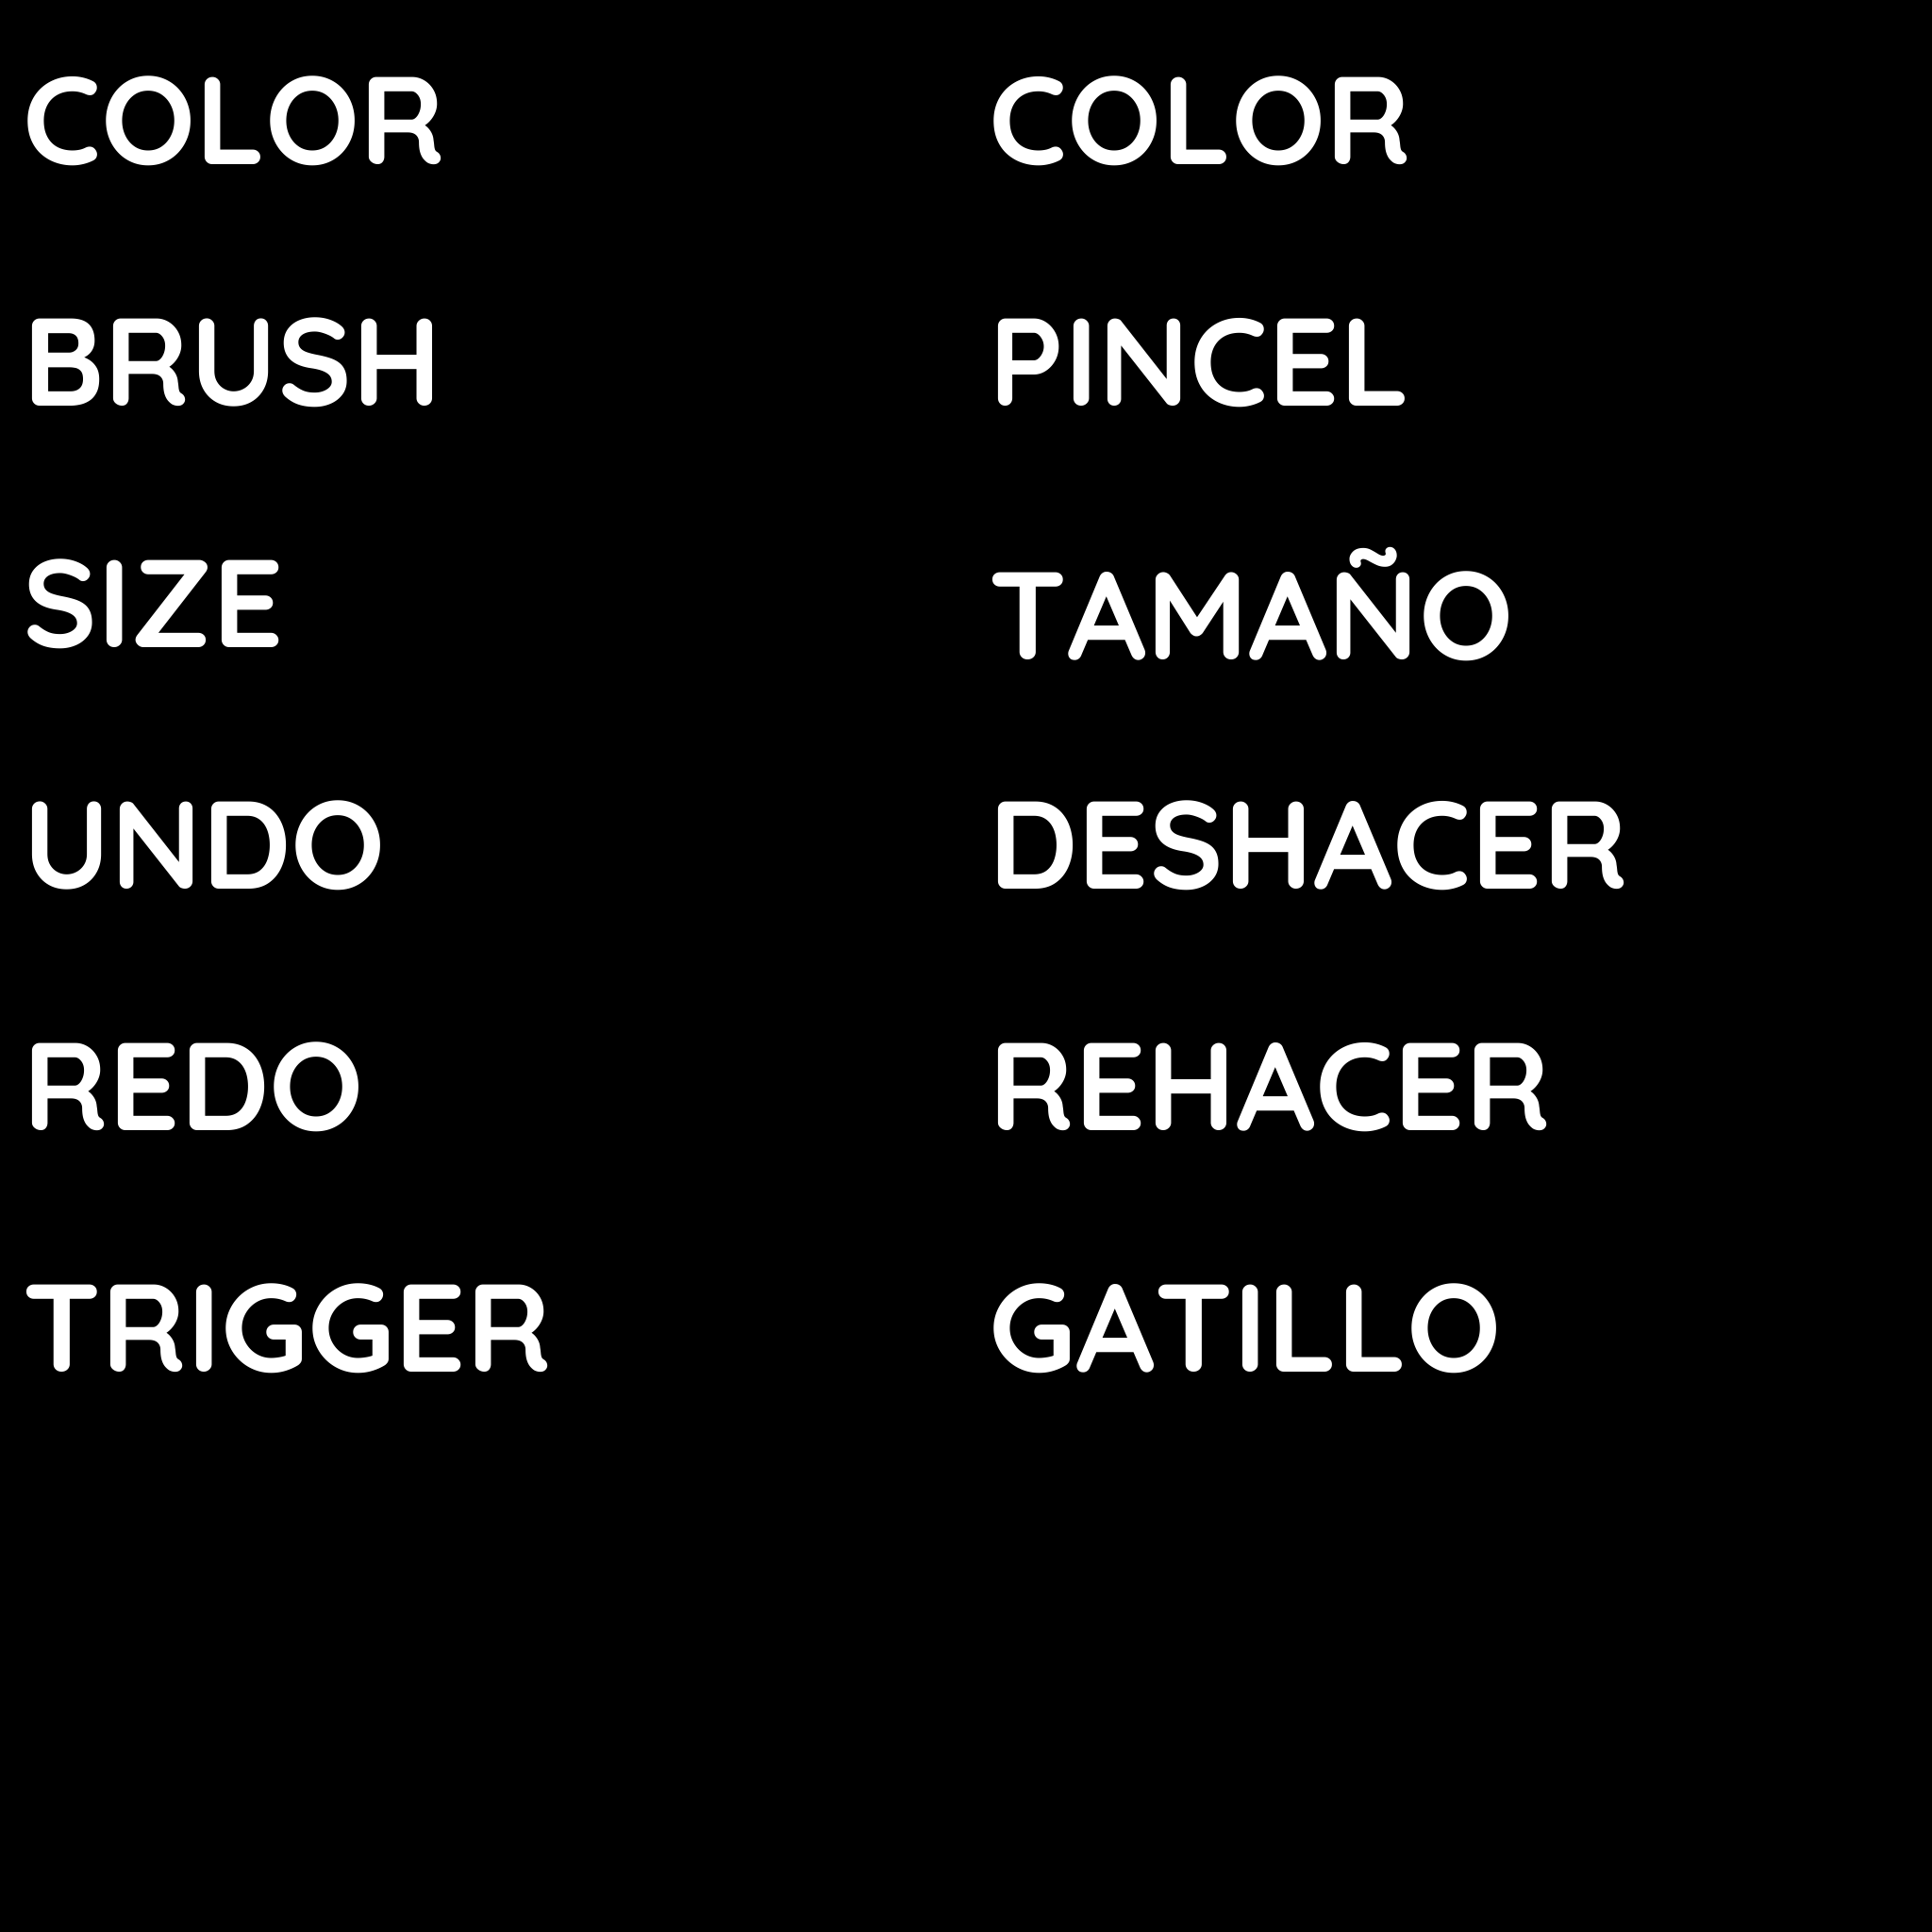 COLOR COLOR
BRUSH PINCEL
SIZE TAMAÑO
UNDO DESHACER
REDO REHACER
TRIGGER GATILLO